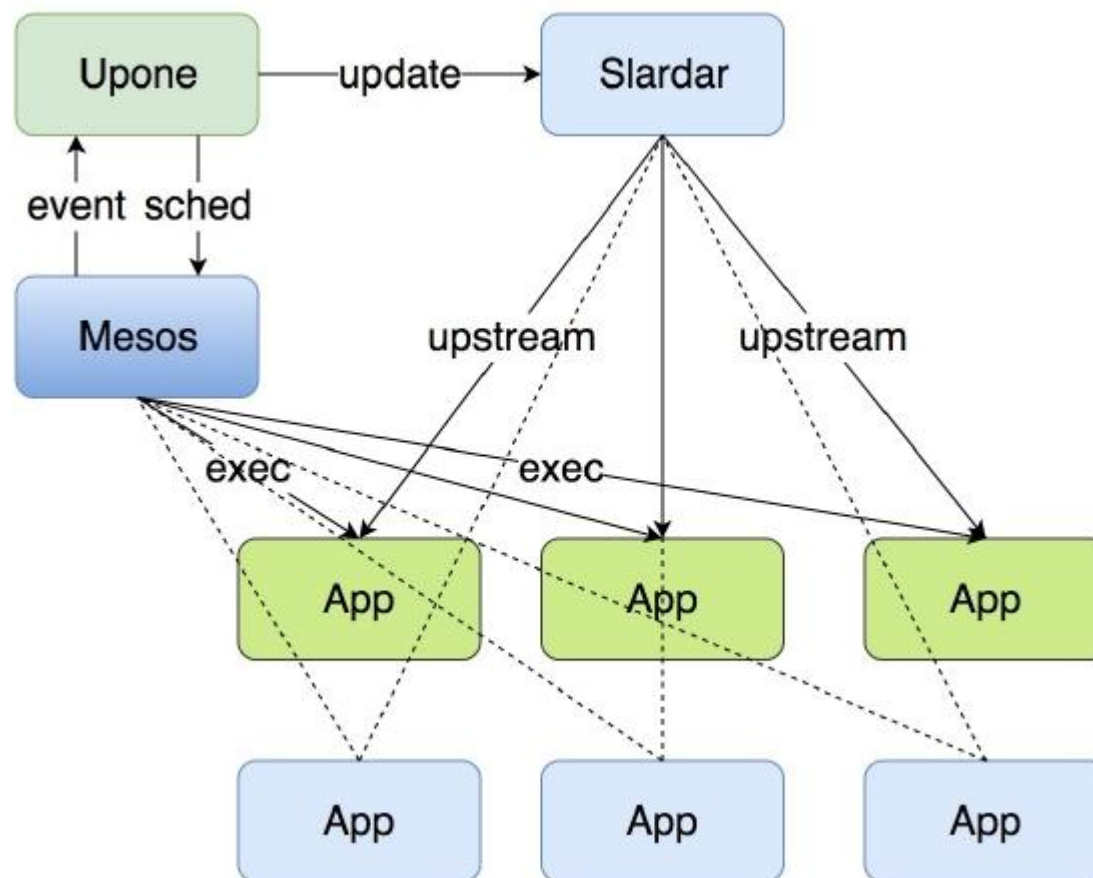 Upone
update
Slardar
event
sched
Mesos
upstream
upstream
exec
exec
App
App
App
App
App
App